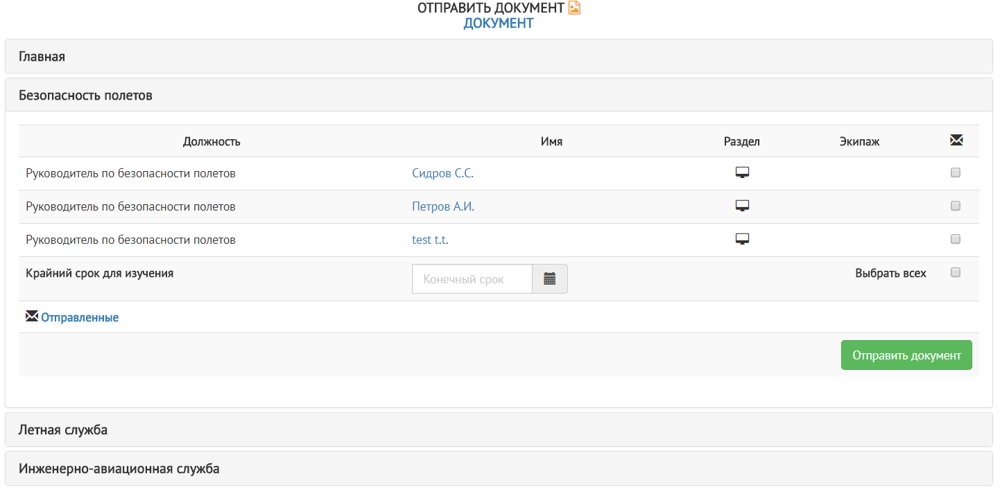 ОТПРАВИТЬ ДОКУМЕНТ
ДОКУМЕНТ
Главная
Безопасность полетов
Должность Имя Раздел Экипаж
Руководитель по безопасности полетов Сидров С.С.
Руководитель по безопасности полетов Петров А.И.
Руководитель по безопасности полетов test t.t.
Крайний срок для изучения Конечный срок Выбрать всех
Отправленные
Отправить документ
Летная служба
Инженерно-авиационная служба